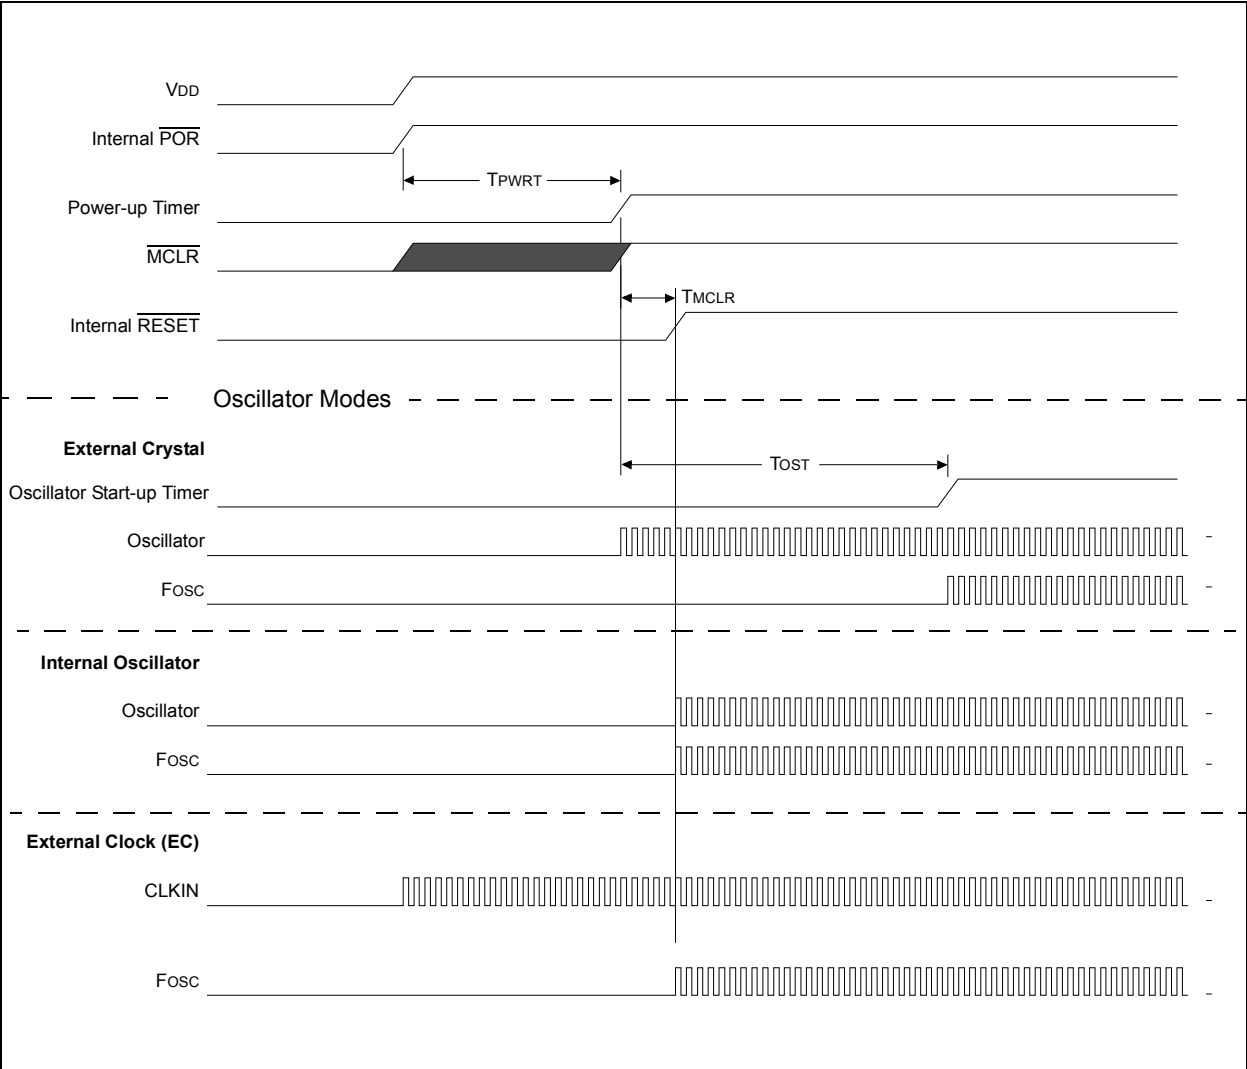 VDD
Internal POR
TPWRT
Power-up Timer
MCLR
TMCLR
Internal RESET
Oscillator Modes
External Crystal
TOST
Oscillator Start-up Timer
Oscillator
FOSC
Internal Oscillator
Oscillator
FOSC
External Clock (EC)
CLKIN
FOSC